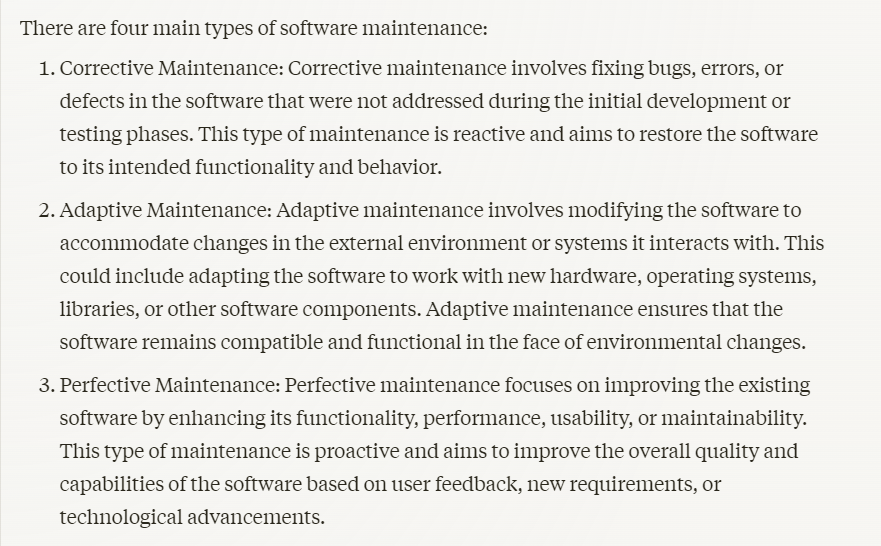 There are four main types of software maintenance:
1. Corrective Maintenance: Corrective maintenance involves fixing bugs, errors, or
defects in the software that were not addressed during the initial development or
testing phases. This type of maintenance is reactive and aims to restore the software
to its intended functionality and behavior.
2. Adaptive Maintenance: Adaptive maintenance involves modifying the software to
accommodate changes in the external environment or systems it interacts with. This
could include adapting the software to work with new hardware, operating systems,
libraries, or other software components. Adaptive maintenance ensures that the
software remains compatible and functional in the face of environmental changes.
3. Perfective Maintenance: Perfective maintenance focuses on improving the existing
software by enhancing its functionality, performance, usability, or maintainability.
This type of maintenance is proactive and aims to improve the overall quality and
capabilities of the software based on user feedback, new requirements, or
technological advancements.